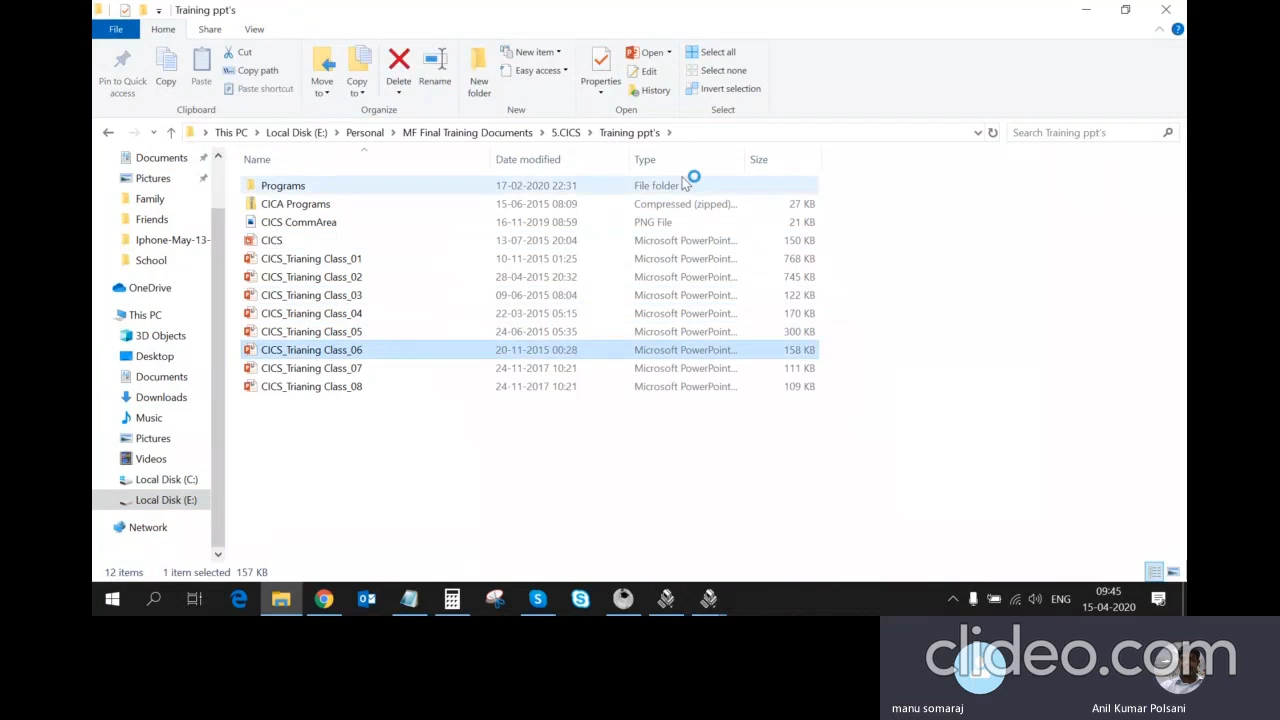 Training ppt's
File Home Share View
Pin to Quick access
Copy
Paste
Cut
Copy path
Paste shortcut
Clipboard
Move to
Copy to
Delete
Rename
Organize
New folder
New item
Easy access
New
Properties
Open
Edit
History
Open
Select all
Select none
Invert selection
Select
This PC > Local Disk (E:) > Personal > MF Final Training Documents > 5.CICS > Training ppt's >
Search Training ppt's
Documents
Pictures
Family
Friends
Iphone-May-13-
School
OneDrive
This PC
3D Objects
Desktop
Documents
Downloads
Music
Pictures
Videos
Local Disk (C:)
Local Disk (E:)
Network
Name Date modified Type Size
Programs 17-02-2020 22:31 File folder
CICA Programs 15-06-2015 08:09 Compressed (zipped)... 27 KB
CICS CommArea 16-11-2019 08:59 PNG File 21 KB
CICS 13-07-2015 20:04 Microsoft PowerPoint... 150 KB
CICS_Trianing Class_01 10-11-2015 01:25 Microsoft PowerPoint... 768 KB
CICS_Trianing Class_02 28-04-2015 20:32 Microsoft PowerPoint... 745 KB
CICS_Trianing Class_03 09-06-2015 08:04 Microsoft PowerPoint... 122 KB
CICS_Trianing Class_04 22-03-2015 05:15 Microsoft PowerPoint... 170 KB
CICS_Trianing Class_05 24-06-2015 05:35 Microsoft PowerPoint... 300 KB
CICS_Trianing Class_06 20-11-2015 00:28 Microsoft PowerPoint... 158 KB
CICS_Trianing Class_07 24-11-2017 10:21 Microsoft PowerPoint... 111 KB
CICS_Trianing Class_08 24-11-2017 10:21 Microsoft PowerPoint... 109 KB
12 items 1 item selected 157 KB
ENG
09:45
15-04-2020
clideo.com
manu somaraj
Anil Kumar Polsani